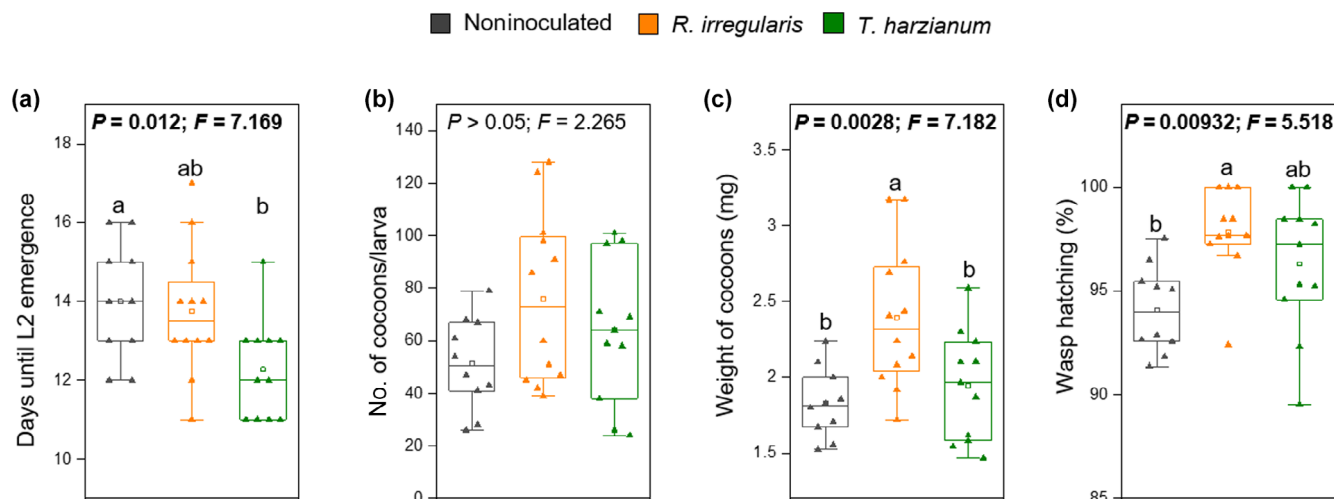 Noninoculated R. irregularis T. harzianum
(a)
P = 0.012; F = 7.169
Days until L2 emergence
18
16
14
12
10
a
ab
b
(b)
P > 0.05; F = 2.265
No. of cocoons/larva
140
120
100
80
60
40
20
0
(c)
P = 0.0028; F = 7.182
Weight of cocoons (mg)
3.5
3
2.5
2
1.5
b
a
b
(d)
P = 0.00932; F = 5.518
Wasp hatching (%)
100
95
90
85
b
a
ab